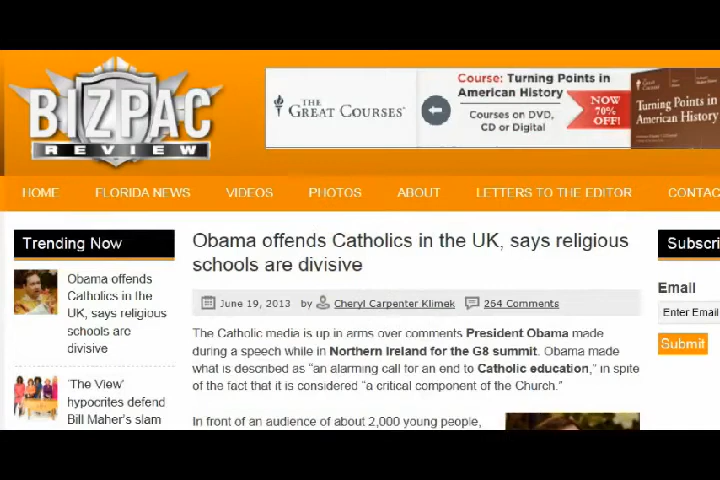 BIZPAC
REVIEW
THE
GREAT COURSES
Course: Turning Points in
American History
Courses on DVD,
CD or Digital
NOW
70%
OFF!
Turning Points in
American History
HOME FLORIDA NEWS VIDEOS PHOTOS ABOUT LETTERS TO THE EDITOR CONTAC
Trending Now
Obama offends
Catholics in the
UK, says religious
schools are
divisive
'The View'
hypocrites defend
Bill Maher's slam
Obama offends Catholics in the UK, says religious
schools are divisive
June 19, 2013 by Cheryl Carpenter Klimek 264 Comments
The Catholic media is up in arms over comments President Obama made
during a speech while in Northern Ireland for the G8 summit. Obama made
what is described as "an alarming call for an end to Catholic education," in spite
of the fact that it is considered "a critical component of the Church."
In front of an audience of about 2,000 young people,
Subscri
Email
Enter Email
Submit